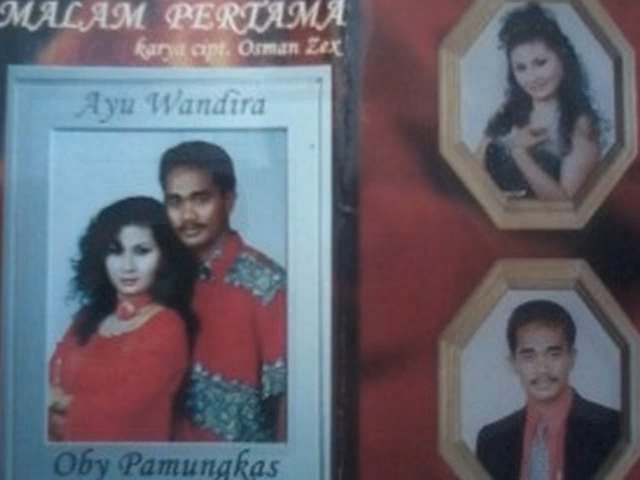 MALAM PERTAMA
karya cipt. Osman Zex
Ayu Wandira
Oby Pamungkas